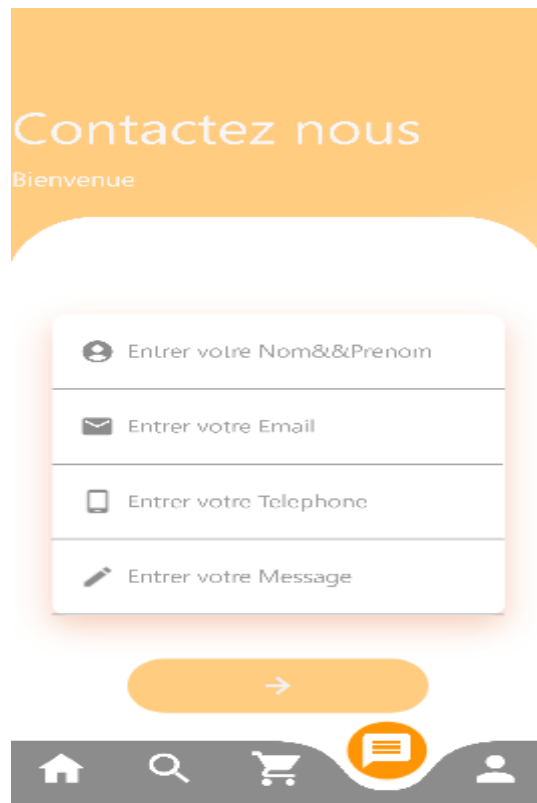 Contactez nous
Bienvenue
Entrer votre Nom&&Prenom
Entrer votre Email
Entrer votre Telephone
Entrer votre Message